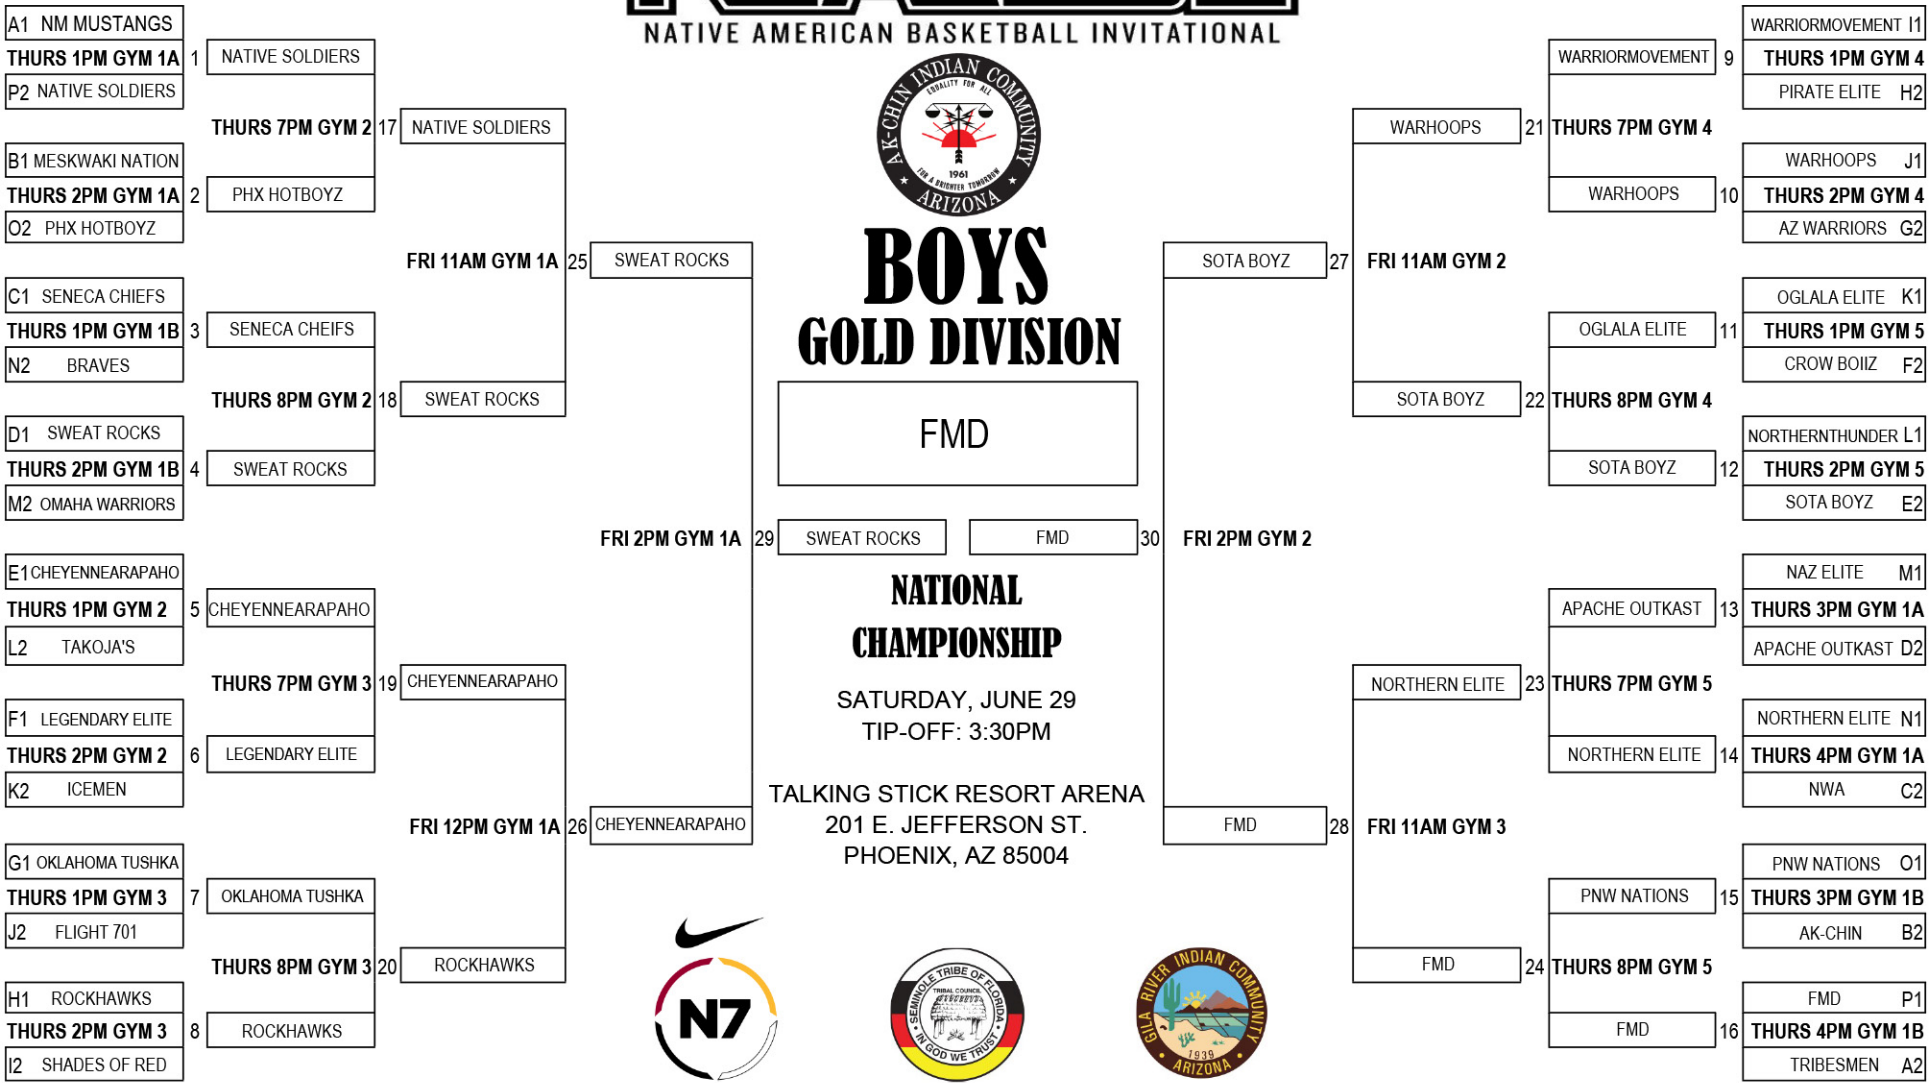 NATIVE AMERICAN BASKETBALL INVITATIONAL
AK-CHIN INDIAN COMMUNITY
EQUALITY FOR ALL
1961
FOR A BRIGHTER TOMORROW
ARIZONA
BOYS
GOLD DIVISION
FMD
A1 NM MUSTANGS
THURS 1PM GYM 1A 1
P2 NATIVE SOLDIERS
NATIVE SOLDIERS
THURS 7PM GYM 2 17
NATIVE SOLDIERS
B1 MESKWAKI NATION
THURS 2PM GYM 1A 2
O2 PHX HOTBOYZ
PHX HOTBOYZ
FRI 11AM GYM 1A 25
SWEAT ROCKS
C1 SENECA CHIEFS
THURS 1PM GYM 1B 3
N2 BRAVES
SENECA CHEIFS
THURS 8PM GYM 2 18
SWEAT ROCKS
D1 SWEAT ROCKS
THURS 2PM GYM 1B 4
M2 OMAHA WARRIORS
SWEAT ROCKS
FRI 2PM GYM 1A 29
SWEAT ROCKS
E1 CHEYENNEARAPAHO
THURS 1PM GYM 2 5
L2 TAKOJA'S
CHEYENNEARAPAHO
THURS 7PM GYM 3 19
CHEYENNEARAPAHO
F1 LEGENDARY ELITE
THURS 2PM GYM 2 6
K2 ICEMEN
LEGENDARY ELITE
FRI 12PM GYM 1A 26
CHEYENNEARAPAHO
G1 OKLAHOMA TUSHKA
THURS 1PM GYM 3 7
J2 FLIGHT 701
OKLAHOMA TUSHKA
THURS 8PM GYM 3 20
ROCKHAWKS
H1 ROCKHAWKS
THURS 2PM GYM 3 8
I2 SHADES OF RED
ROCKHAWKS
WARRIORMOVEMENT I1
9 THURS 1PM GYM 4
PIRATE ELITE H2
WARRIORMOVEMENT
21 THURS 7PM GYM 4
WARHOOPS
WARHOOPS J1
10 THURS 2PM GYM 4
AZ WARRIORS G2
WARHOOPS
27 FRI 11AM GYM 2
SOTA BOYZ
OGLALA ELITE K1
11 THURS 1PM GYM 5
CROW BOIIZ F2
OGLALA ELITE
22 THURS 8PM GYM 4
SOTA BOYZ
NORTHERNTHUNDER L1
12 THURS 2PM GYM 5
SOTA BOYZ E2
SOTA BOYZ
30 FRI 2PM GYM 2
FMD
NAZ ELITE M1
13 THURS 3PM GYM 1A
APACHE OUTKAST D2
APACHE OUTKAST
23 THURS 7PM GYM 5
NORTHERN ELITE
NORTHERN ELITE N1
14 THURS 4PM GYM 1A
NWA C2
NORTHERN ELITE
28 FRI 11AM GYM 3
FMD
PNW NATIONS O1
15 THURS 3PM GYM 1B
AK-CHIN B2
PNW NATIONS
24 THURS 8PM GYM 5
FMD
FMD P1
16 THURS 4PM GYM 1B
TRIBESMEN A2
FMD
NATIONAL
CHAMPIONSHIP
SATURDAY, JUNE 29
TIP-OFF: 3:30PM
TALKING STICK RESORT ARENA
201 E. JEFFERSON ST.
PHOENIX, AZ 85004
N7
SEMINOLE TRIBE OF FLORIDA
TRIBAL COUNCIL
IN GOD WE TRUST
GILA RIVER INDIAN COMMUNITY
1939
ARIZONA